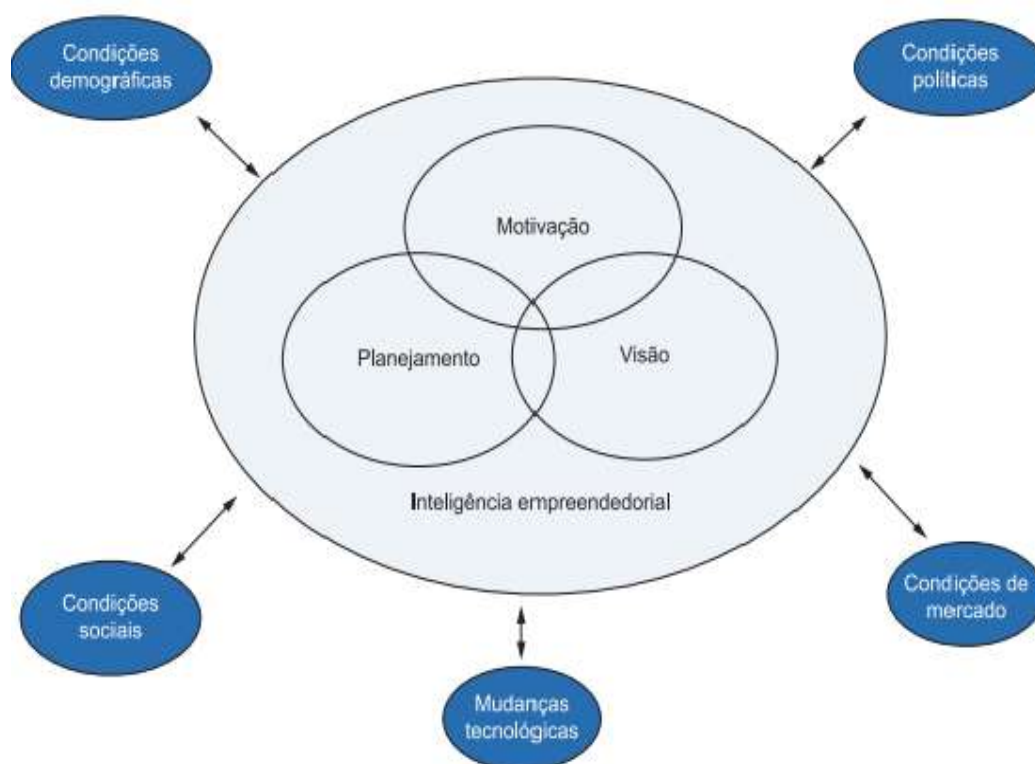 Condições
demográficas
Condições
políticas
Motivação
Planejamento
Visão
Inteligência empreendedorial
Condições
sociais
Condições de
mercado
Mudanças
tecnológicas